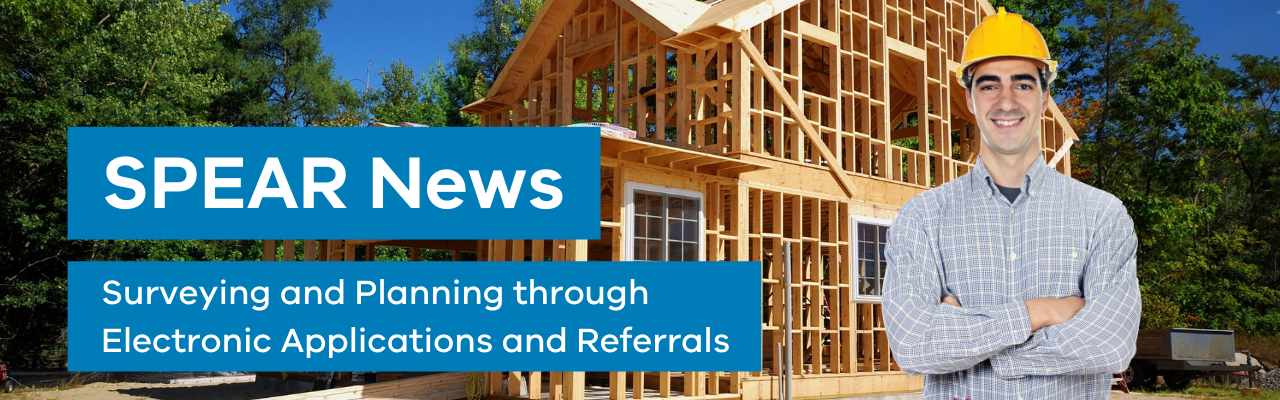 SPEAR News
Surveying and Planning through
Electronic Applications and Referrals